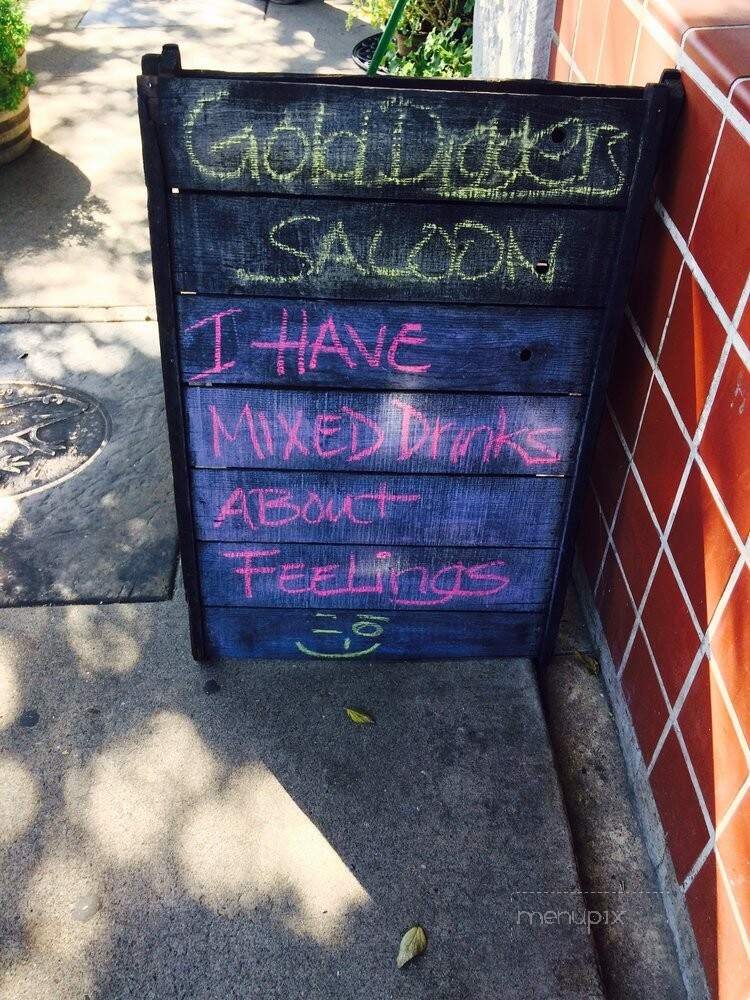 Gold Diggers
SALOON
I HAVE
MIXED Drinks
ABout
FEELings
menupix